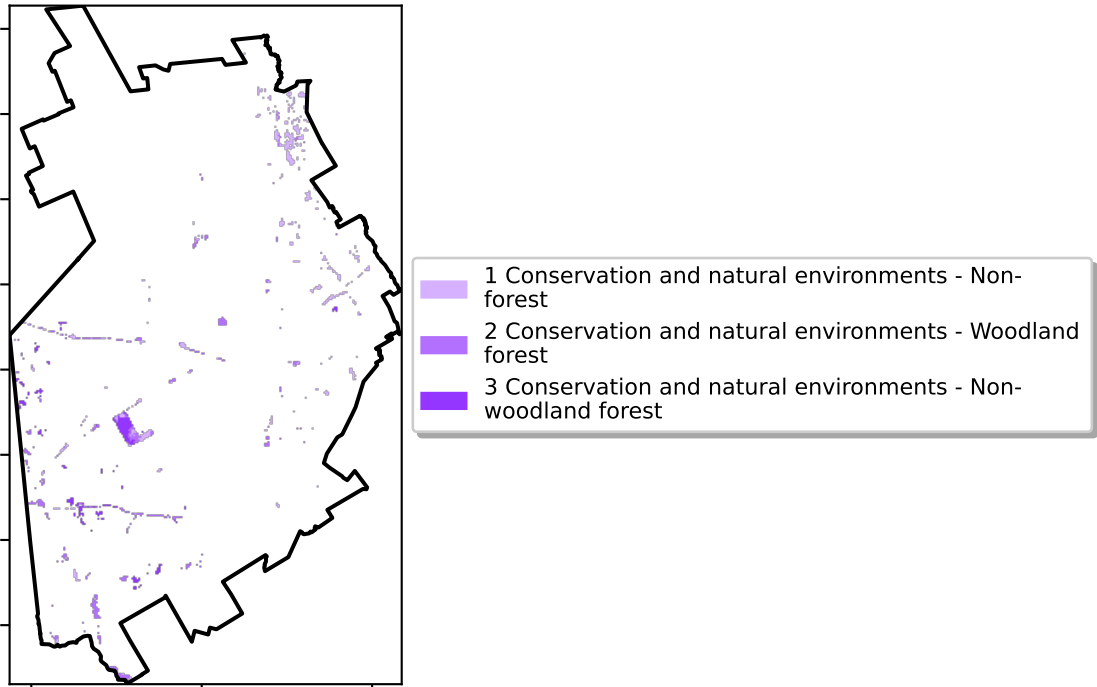 1 Conservation and natural environments - Non-
forest
2 Conservation and natural environments - Woodland
forest
3 Conservation and natural environments - Non-
woodland forest